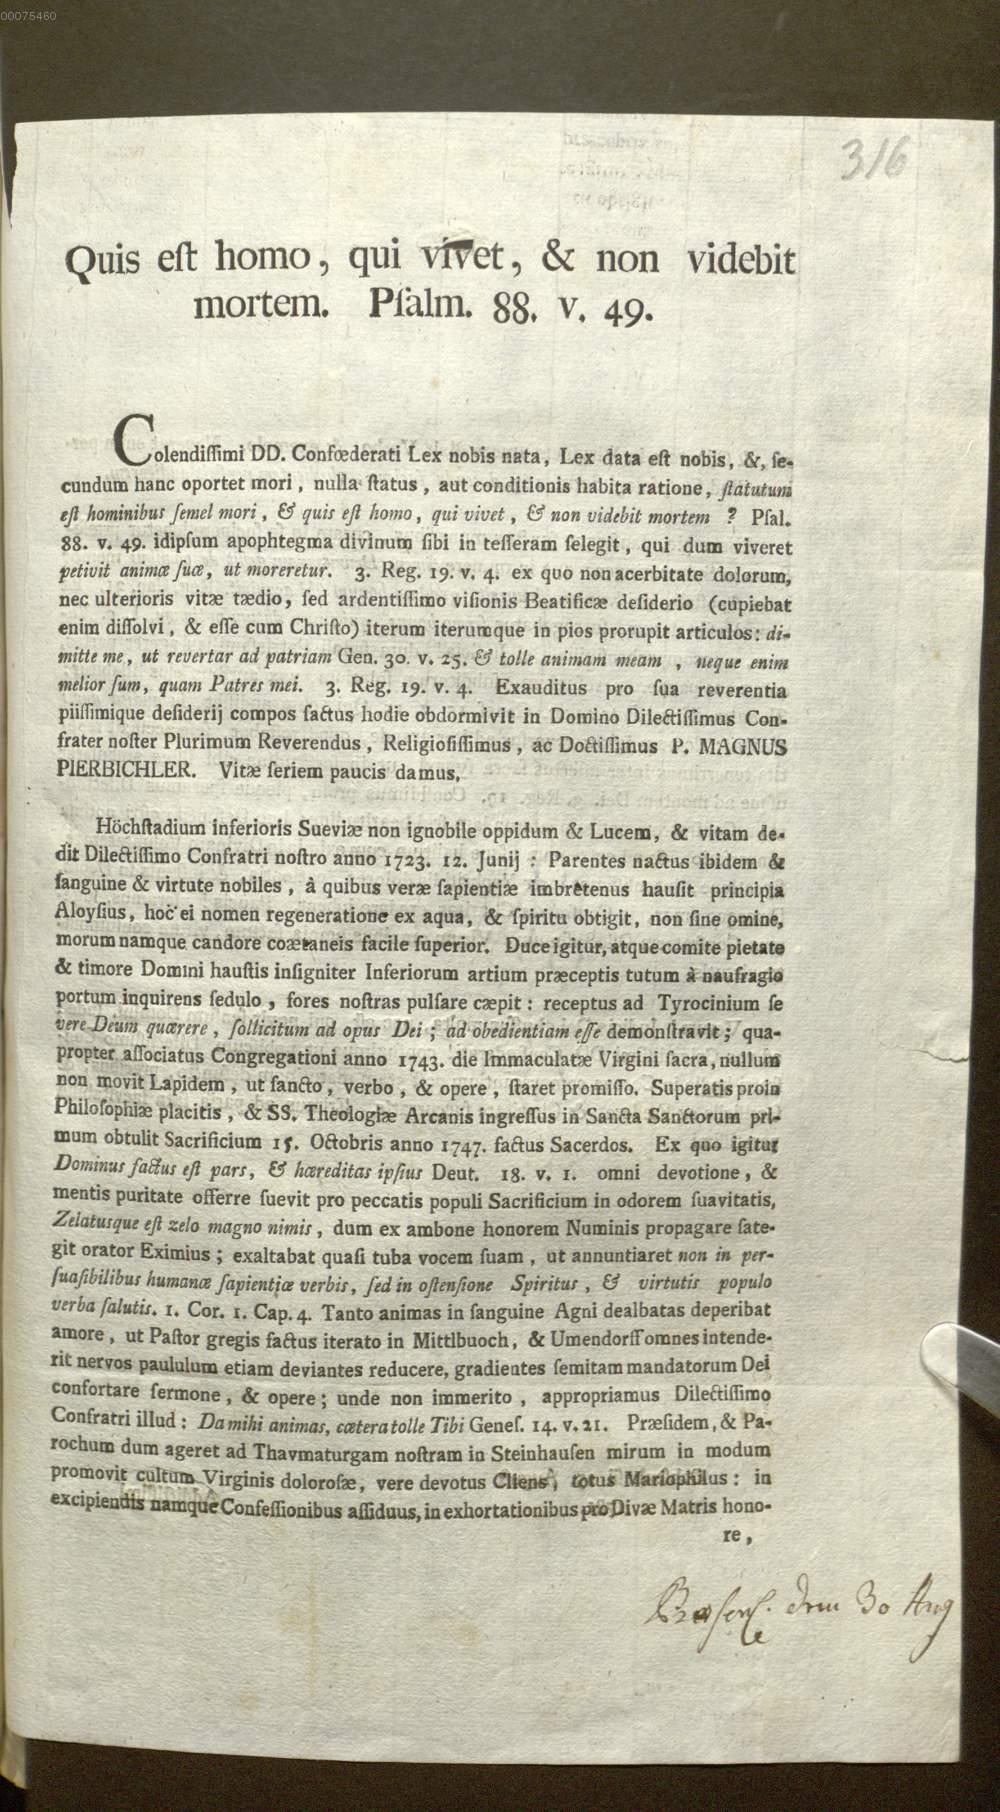 00075460
316
Quis eſt homo, qui vivet, & non videbit
mortem. Pſalm. 88. v. 49.
Colendiſſimi DD. Confœderati Lex nobis nata, Lex data eſt nobis, &, ſe-
cundum hanc oportet mori, nulla ſtatus, aut conditionis habita ratione, ſtatutum
eſt hominibus ſemel mori, & quis eſt homo, qui vivet, & non videbit mortem? Pſal.
88. v. 49. idipſum apophtegma divinum ſibi in teſſeram ſelegit, qui dum viveret
petivit animæ ſuæ, ut moreretur. 3. Reg. 19. v. 4. ex quo non acerbitate dolorum,
nec ulterioris vitæ tædio, ſed ardentiſſimo viſionis Beatificæ deſiderio (cupiebat
enim diſſolvi, & eſſe cum Chriſto) iterum iterumque in pios prorupit articulos: di-
mitte me, ut revertar ad patriam Gen. 30. v. 25. & tolle animam meam, neque enim
melior ſum, quam Patres mei. 3. Reg. 19. v. 4. Exauditus pro ſua reverentia
piiſſimique deſiderij compos factus hodie obdormivit in Domino Dilectiſſimus Con-
frater noſter Plurimum Reverendus, Religioſiſſimus, ac Doctiſſimus P. MAGNUS
PIERBICHLER. Vitæ ſeriem paucis damus.
Höchſtadium inferioris Sueviæ non ignobile oppidum & Lucem, & vitam de-
dit Dilectiſſimo Confratri noſtro anno 1723. 12. Junij: Parentes nactus ibidem &
ſanguine & virtute nobiles, à quibus veræ ſapientiæ imbretenus hauſit principia
Aloyſius, hoc ei nomen regeneratione ex aqua, & ſpiritu obtigit, non ſine omine,
morum namque candore coætaneis facile ſuperior. Duce igitur, atque comite pietate
& timore Domini hauſtis inſigniter Inferiorum artium præceptis tutum à naufragio
portum inquirens ſedulo, fores noſtras pulſare cæpit: receptus ad Tyrocinium ſe
vere Deum quærere, ſollicitum ad opus Dei; ad obedientiam eſſe demonſtravit; qua-
propter aſſociatus Congregationi anno 1743. die Immaculatæ Virgini ſacra, nullum
non movit Lapidem, ut ſancto, verbo, & opere, ſtaret promiſſo. Superatis proin
Philoſophiæ placitis, & SS. Theologiæ Arcanis ingreſſus in Sancta Sanctorum pri-
mum obtulit Sacrificium 15. Octobris anno 1747. factus Sacerdos. Ex quo igitur
Dominus factus eſt pars, & hæreditas ipſius Deut. 18. v. 1. omni devotione, &
mentis puritate offerre ſuevit pro peccatis populi Sacrificium in odorem ſuavitatis,
Zelatusque eſt zelo magno nimis, dum ex ambone honorem Numinis propagare ſate-
git orator Eximius; exaltabat quaſi tuba vocem ſuam, ut annuntiaret non in per-
ſuaſibilibus humanæ ſapientiæ verbis, ſed in oſtenſione Spiritus, & virtutis populo
verba ſalutis. 1. Cor. 1. Cap. 4. Tanto animas in ſanguine Agni dealbatas deperibat
amore, ut Paſtor gregis factus iterato in Mittlbuoch, & Umendorff omnes intende-
rit nervos paululum etiam deviantes reducere, gradientes ſemitam mandatorum Dei
confortare ſermone, & opere; unde non immerito, appropriamus Dilectiſſimo
Confratri illud: Da mihi animas, cætera tolle Tibi Geneſ. 14. v. 21. Præſidem, & Pa-
rochum dum ageret ad Thavmaturgam noſtram in Steinhauſen mirum in modum
promovit cultum Virginis doloroſæ, vere devotus Cliens, totus Mariophilus: in
excipiendis namque Confeſſionibus aſſiduus, in exhortationibus pro Divæ Matris hono-
re,
Præſens. den 30 Aug